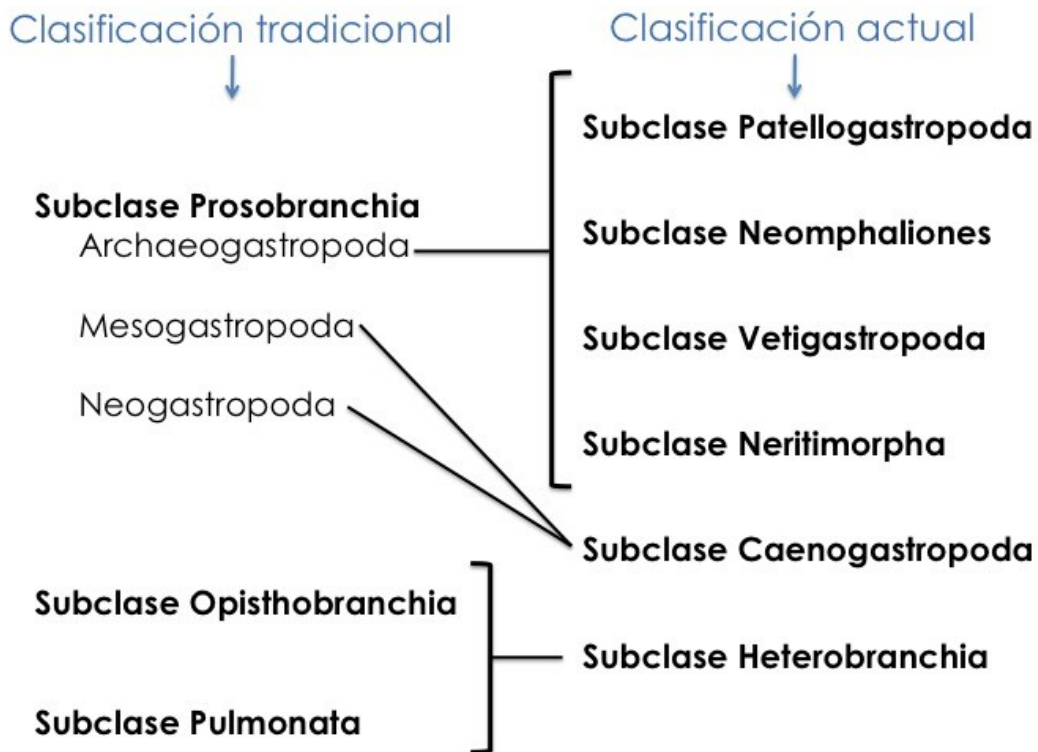 Clasificación tradicional
Subclase Prosobranchia
Archaeogastropoda
Mesogastropoda
Neogastropoda
Subclase Opisthobranchia
Subclase Pulmonata
Clasificación actual
Subclase Patellogastropoda
Subclase Neomphaliones
Subclase Vetigastropoda
Subclase Neritimorpha
Subclase Caenogastropoda
Subclase Heterobranchia